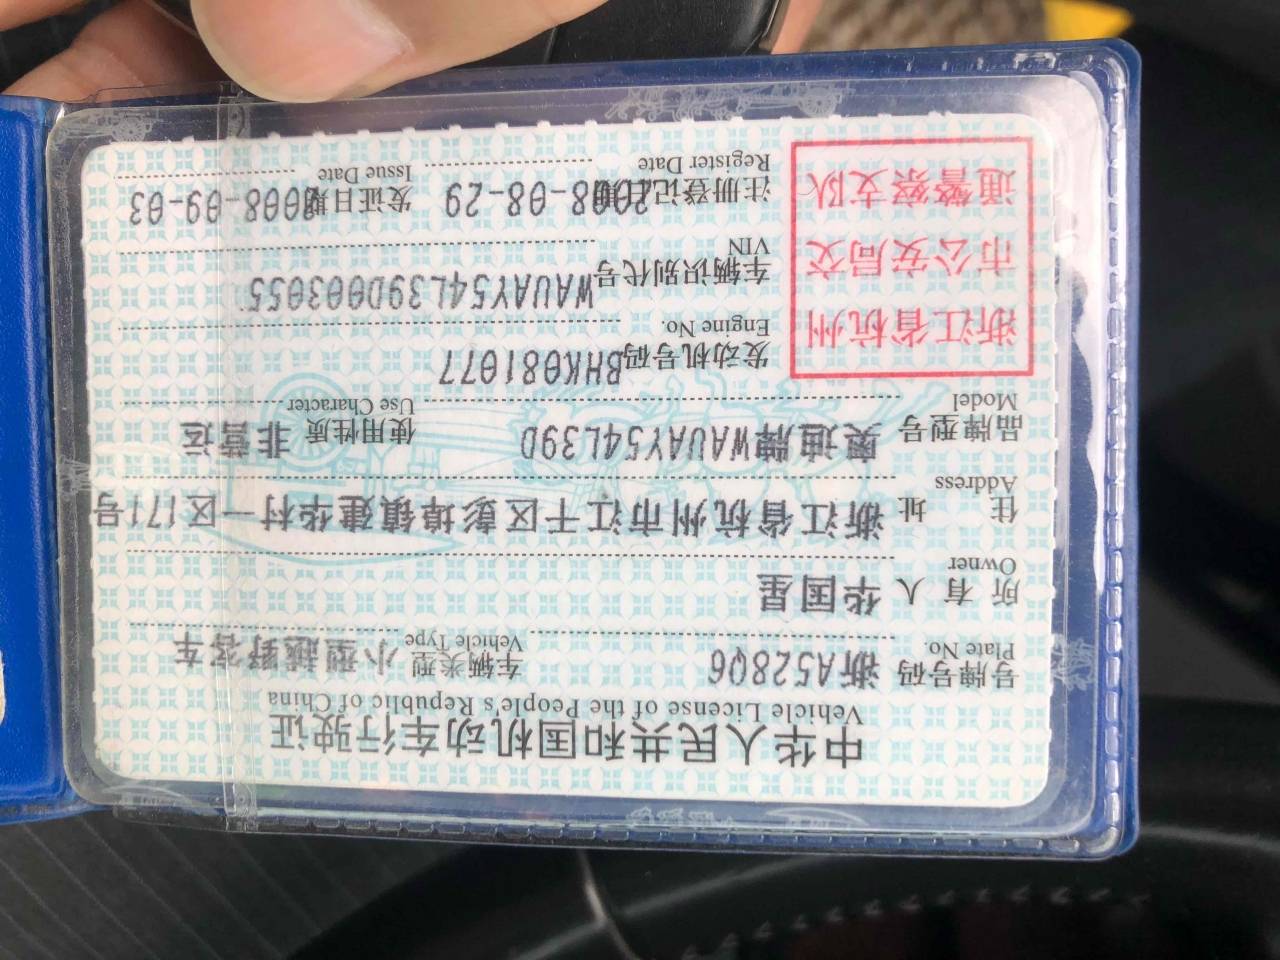 中华人民共和国机动车行驶证
Vehicle License of the People's Republic of China
号牌号码 浙A528Q6 车辆类型 小型越野客车
Plate No. Vehicle Type
所有人 华国星
Owner
住址 浙江省杭州市江干区彭埠镇建华村一区171号
Address
品牌型号 奥迪牌WAUAY54L39D 使用性质 非营运
Model Use Character
浙江省杭州
市公安局交
通警察支队
发动机号码 BHK081077
Engine No.
车辆识别代号 WAUAY54L39D003055
VIN
注册登记日期 2008-08-29 发证日期 2008-09-03
Register Date Issue Date